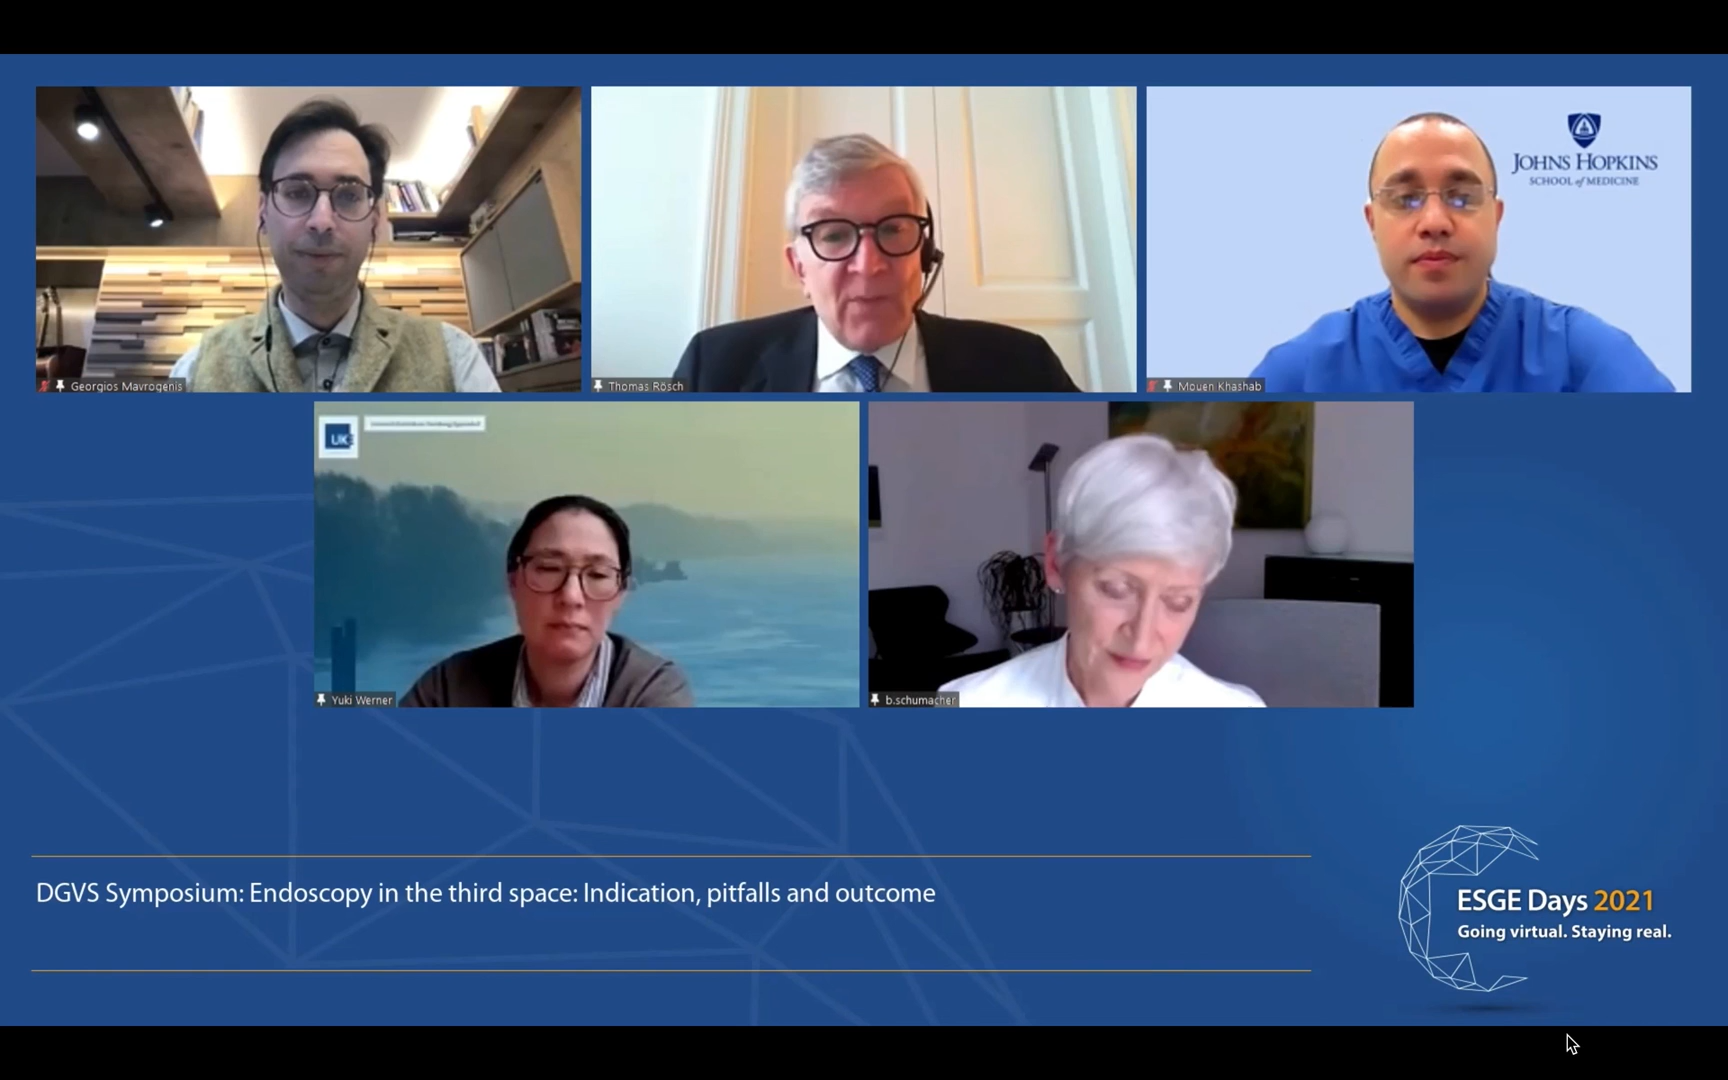 JOHNS HOPKINS
SCHOOL of MEDICINE
Georgios Mavrogenis
Thomas Rösch
Mouen Khashab
UKE
Yuki Werner
b.schumacher
DGVS Symposium: Endoscopy in the third space: Indication, pitfalls and outcome
ESGE Days 2021
Going virtual. Staying real.